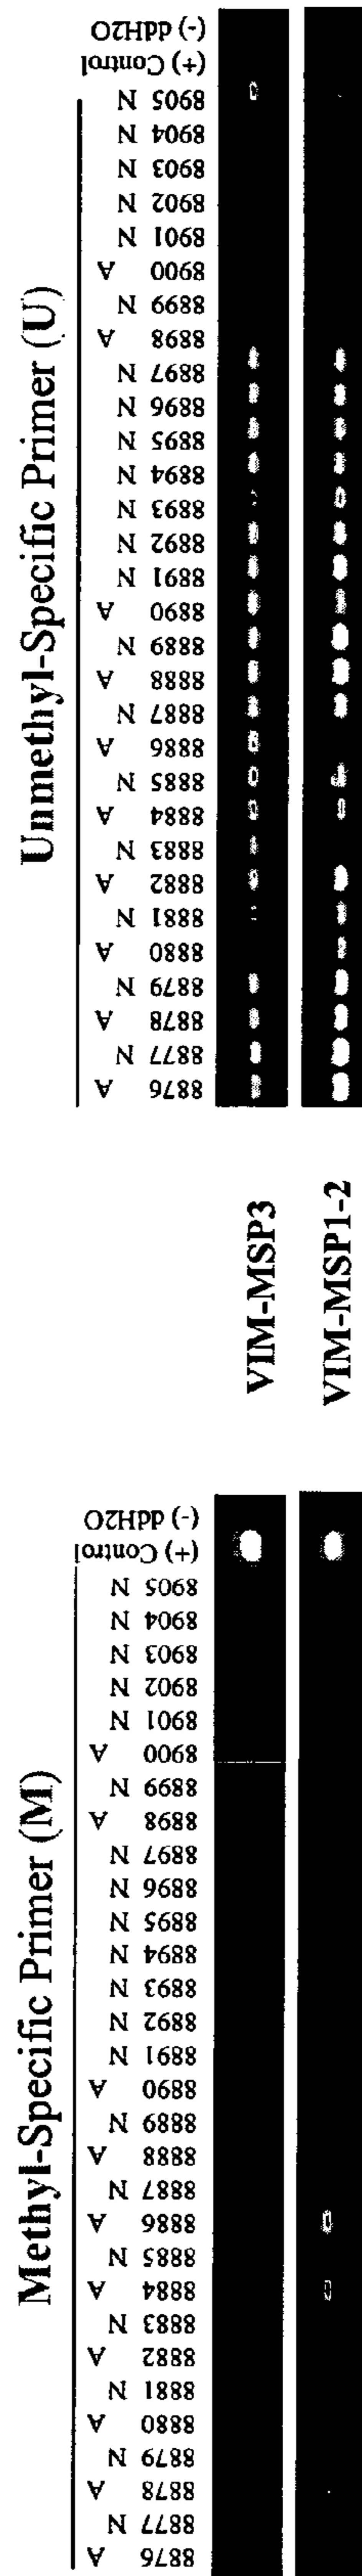 Methyl-Specific Primer (M)
8876 A
8877 N
8878 A
8879 N
8880 A
8881 N
8882 A
8883 N
8884 A
8885 N
8886 A
8887 N
8888 A
8889 N
8890 A
8891 N
8892 N
8893 N
8894 N
8895 N
8896 N
8897 N
8898 A
8899 N
8900 A
8901 N
8902 N
8903 N
8904 N
8905 N
(+) Control
(-) ddH2O
VIM-MSP3
VIM-MSP1-2
Unmethyl-Specific Primer (U)
8876 A
8877 N
8878 A
8879 N
8880 A
8881 N
8882 A
8883 N
8884 A
8885 N
8886 A
8887 N
8888 A
8889 N
8890 A
8891 N
8892 N
8893 N
8894 N
8895 N
8896 N
8897 N
8898 A
8899 N
8900 A
8901 N
8902 N
8903 N
8904 N
8905 N
(+) Control
(-) ddH2O